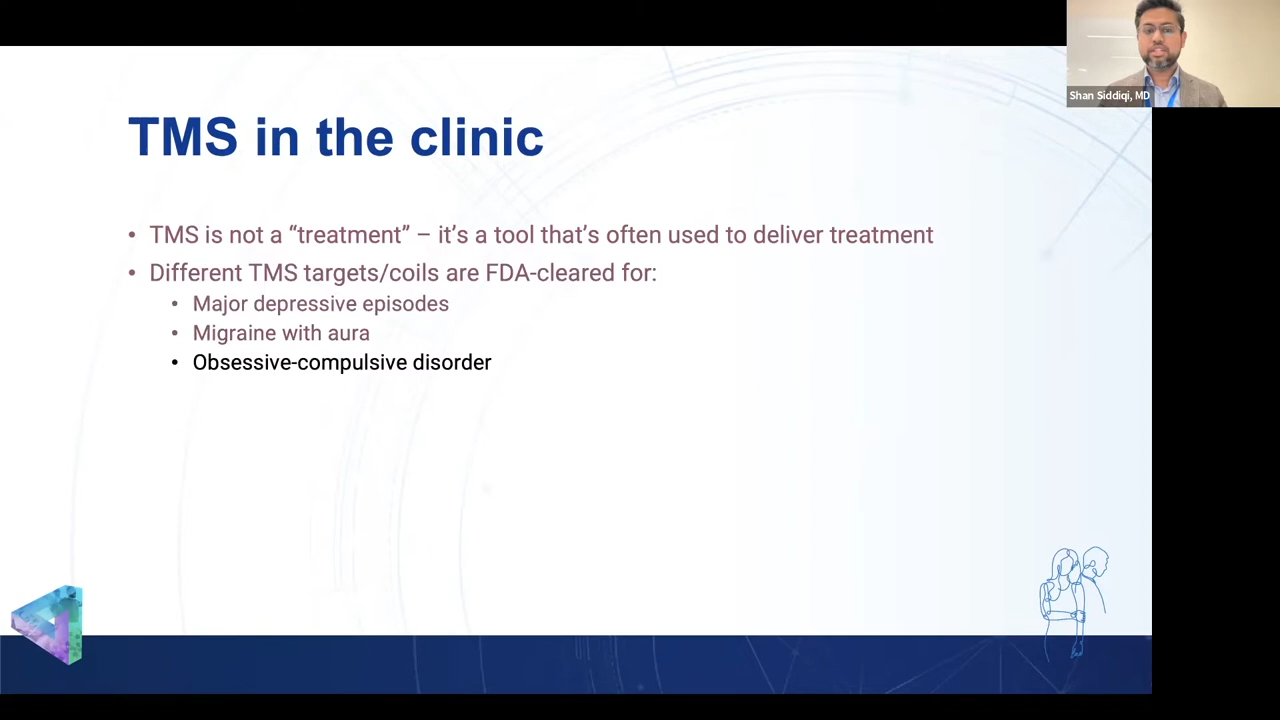 Shan Siddiqi, MD
TMS in the clinic
• TMS is not a “treatment” – it’s a tool that’s often used to deliver treatment
• Different TMS targets/coils are FDA-cleared for:
• Major depressive episodes
• Migraine with aura
• Obsessive-compulsive disorder